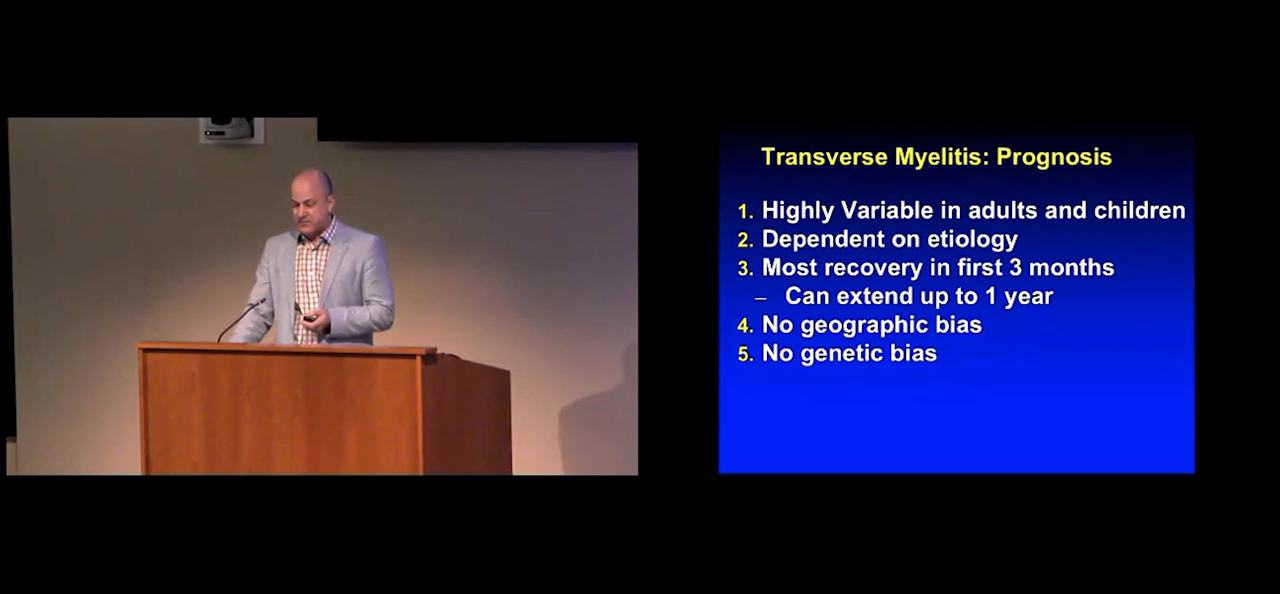 Transverse Myelitis: Prognosis
1. Highly Variable in adults and children
2. Dependent on etiology
3. Most recovery in first 3 months
– Can extend up to 1 year
4. No geographic bias
5. No genetic bias